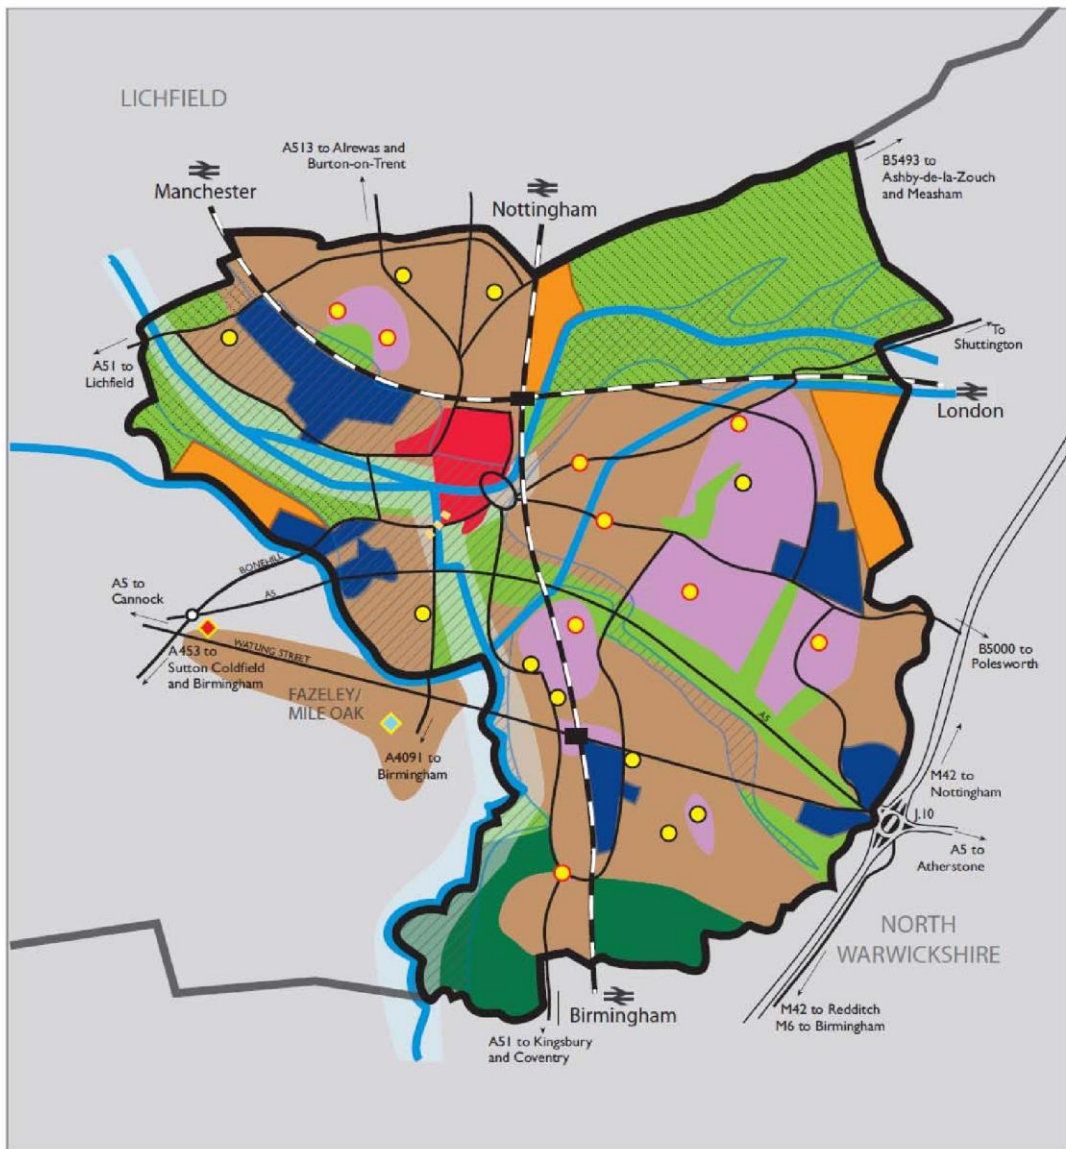 LICHFIELD
A513 to Alrewas and
Burton-on-Trent
B5493 to
Ashby-de-la-Zouch
and Measham
Manchester
Nottingham
To
Shuttington
A51 to
Lichfield
London
BONEHILL
A5
A5 to
Cannock
WATLING STREET
A453 to
Sutton Coldfield
and Birmingham
B5000 to
Polesworth
FAZELEY/
MILE OAK
A5
A4091 to
Birmingham
M42 to
Nottingham
J.10
A5 to
Atherstone
NORTH
WARWICKSHIRE
M42 to Redditch
M6 to Birmingham
Birmingham
A51 to Kingsbury
and Coventry